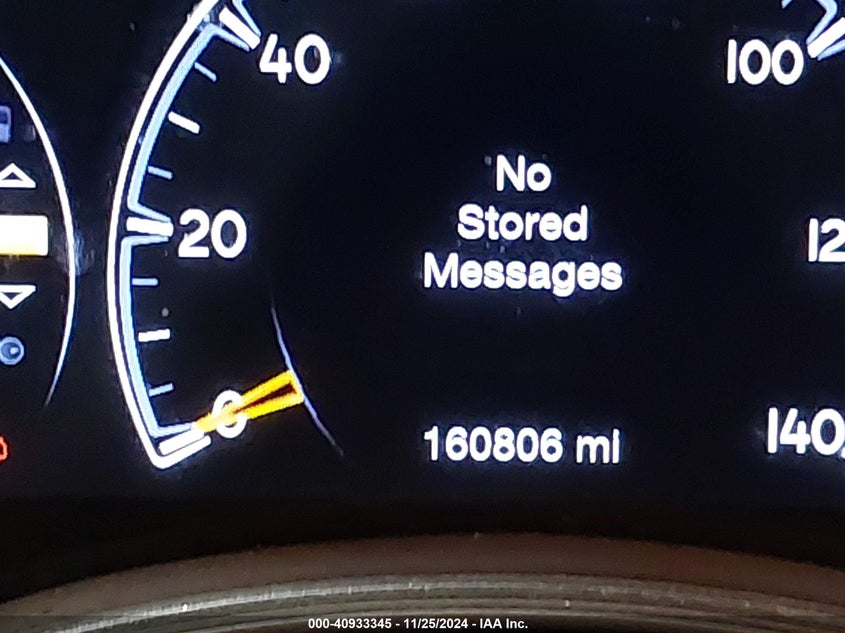 40
100
No
Stored
20
12
Messages
0
160806 mi
140
000-40933345 - 11/25/2024 - IAA Inc.